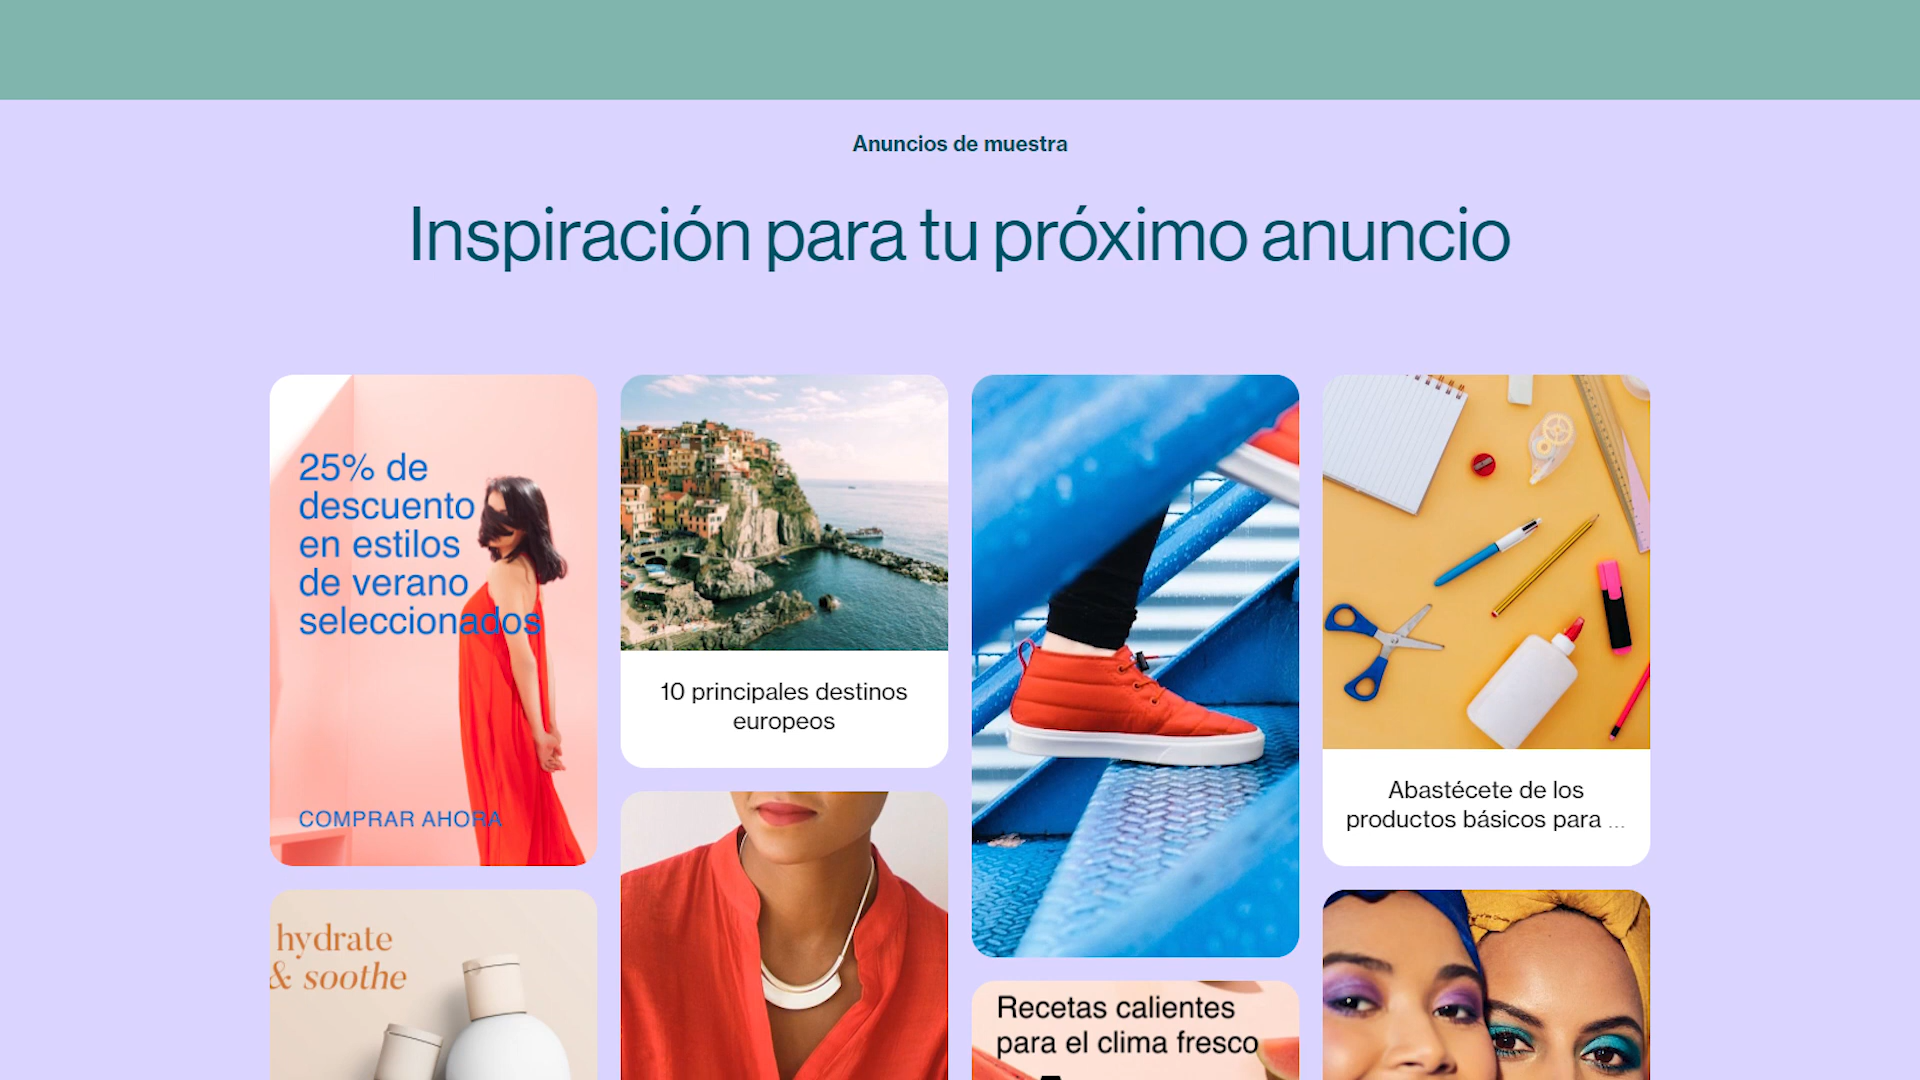 Anuncios de muestra
Inspiración para tu próximo anuncio
25% de
descuento
en estilos
de verano
seleccionados
COMPRAR AHORA
10 principales destinos
europeos
Abastécete de los
productos básicos para ...
hydrate
& soothe
Recetas calientes
para el clima fresco